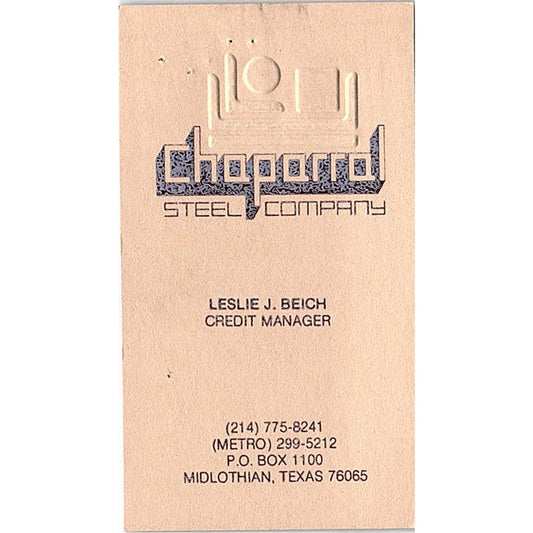 chaparral
STEEL COMPANY
LESLIE J. BEICH
CREDIT MANAGER
(214) 775-8241
(METRO) 299-5212
P.O. BOX 1100
MIDLOTHIAN, TEXAS 76065